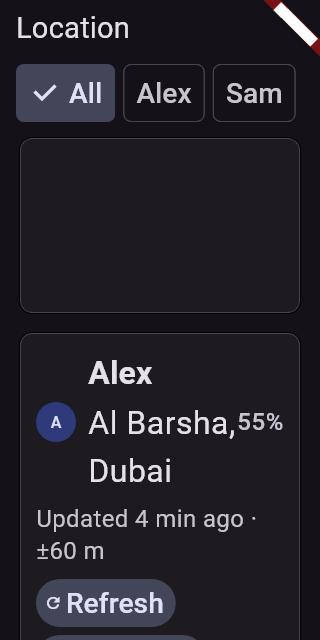 Location
All
Alex
Sam
Alex
A
Al Barsha,
55%
Dubai
Updated 4 min ago ·
±60 m
Refresh